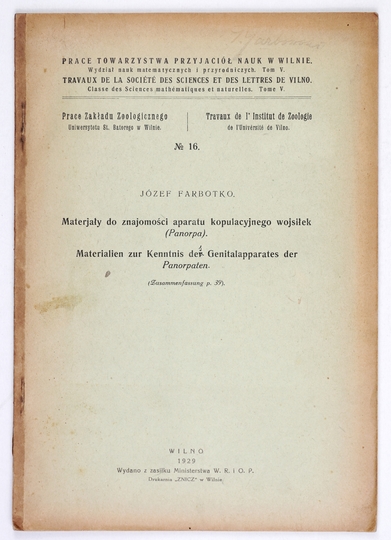 PRACE TOWARZYSTWA PRZYJACIÓŁ NAUK W WILNIE.
Wydział nauk matematycznych i przyrodniczych. Tom V.
TRAVAUX DE LA SOCIÉTÉ DES SCIENCES ET DES LETTRES DE VILNO.
Classe des Sciences mathématiques et naturelles. Tome V.
Prace Zakładu Zoologicznego
Uniwersytetu St. Batorego w Wilnie.
Travaux de l' Institut de Zoologie
de l'Université de Vilno.
№ 16.
JÓZEF FARBOTKO.
Materjały do znajomości aparatu kopulacyjnego wojsiłek
(Panorpa).
Materialien zur Kenntnis des Genitalapparates der
Panorpaten.
(Zusammenfassung p. 39).
WILNO
1929
Wydano z zasiłku Ministerstwa W. R. i O. P.
Drukarnia „ZNICZ" w Wilnie.